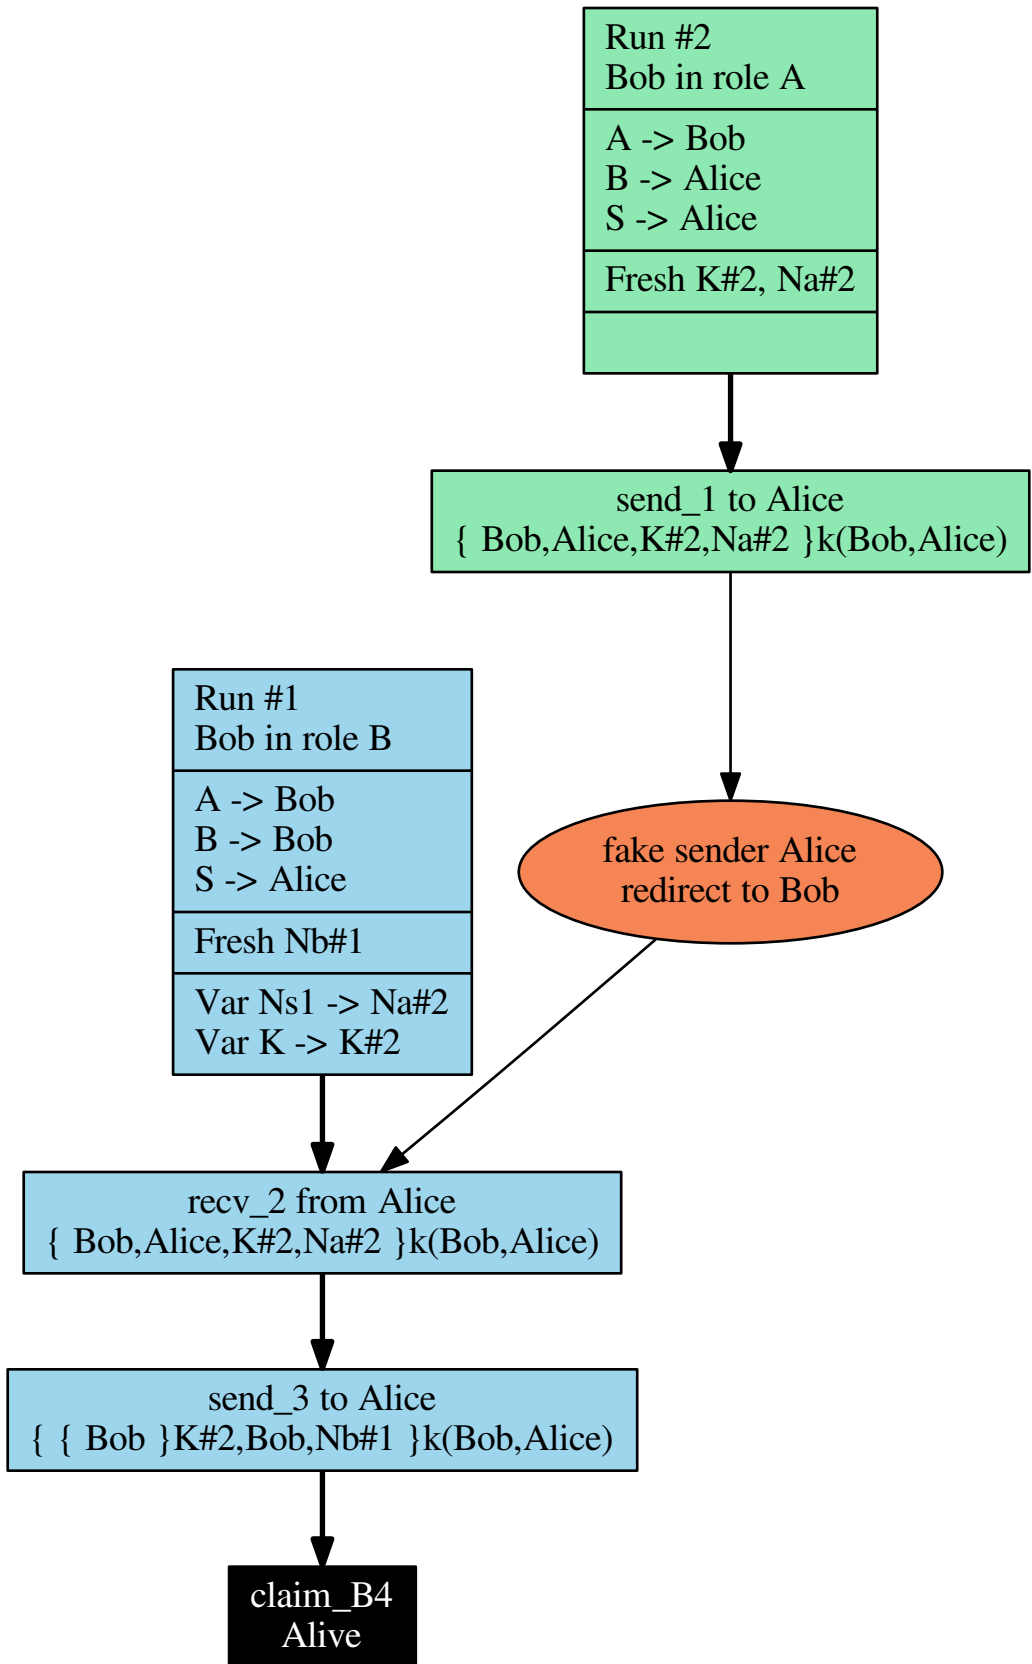 Run #2
Bob in role A
A -> Bob
B -> Alice
S -> Alice
Fresh K#2, Na#2
send_1 to Alice
{ Bob,Alice,K#2,Na#2 }k(Bob,Alice)
Run #1
Bob in role B
A -> Bob
B -> Bob
S -> Alice
Fresh Nb#1
Var Ns1 -> Na#2
Var K -> K#2
fake sender Alice
redirect to Bob
recv_2 from Alice
{ Bob,Alice,K#2,Na#2 }k(Bob,Alice)
send_3 to Alice
{ { Bob }K#2,Bob,Nb#1 }k(Bob,Alice)
claim_B4
Alive